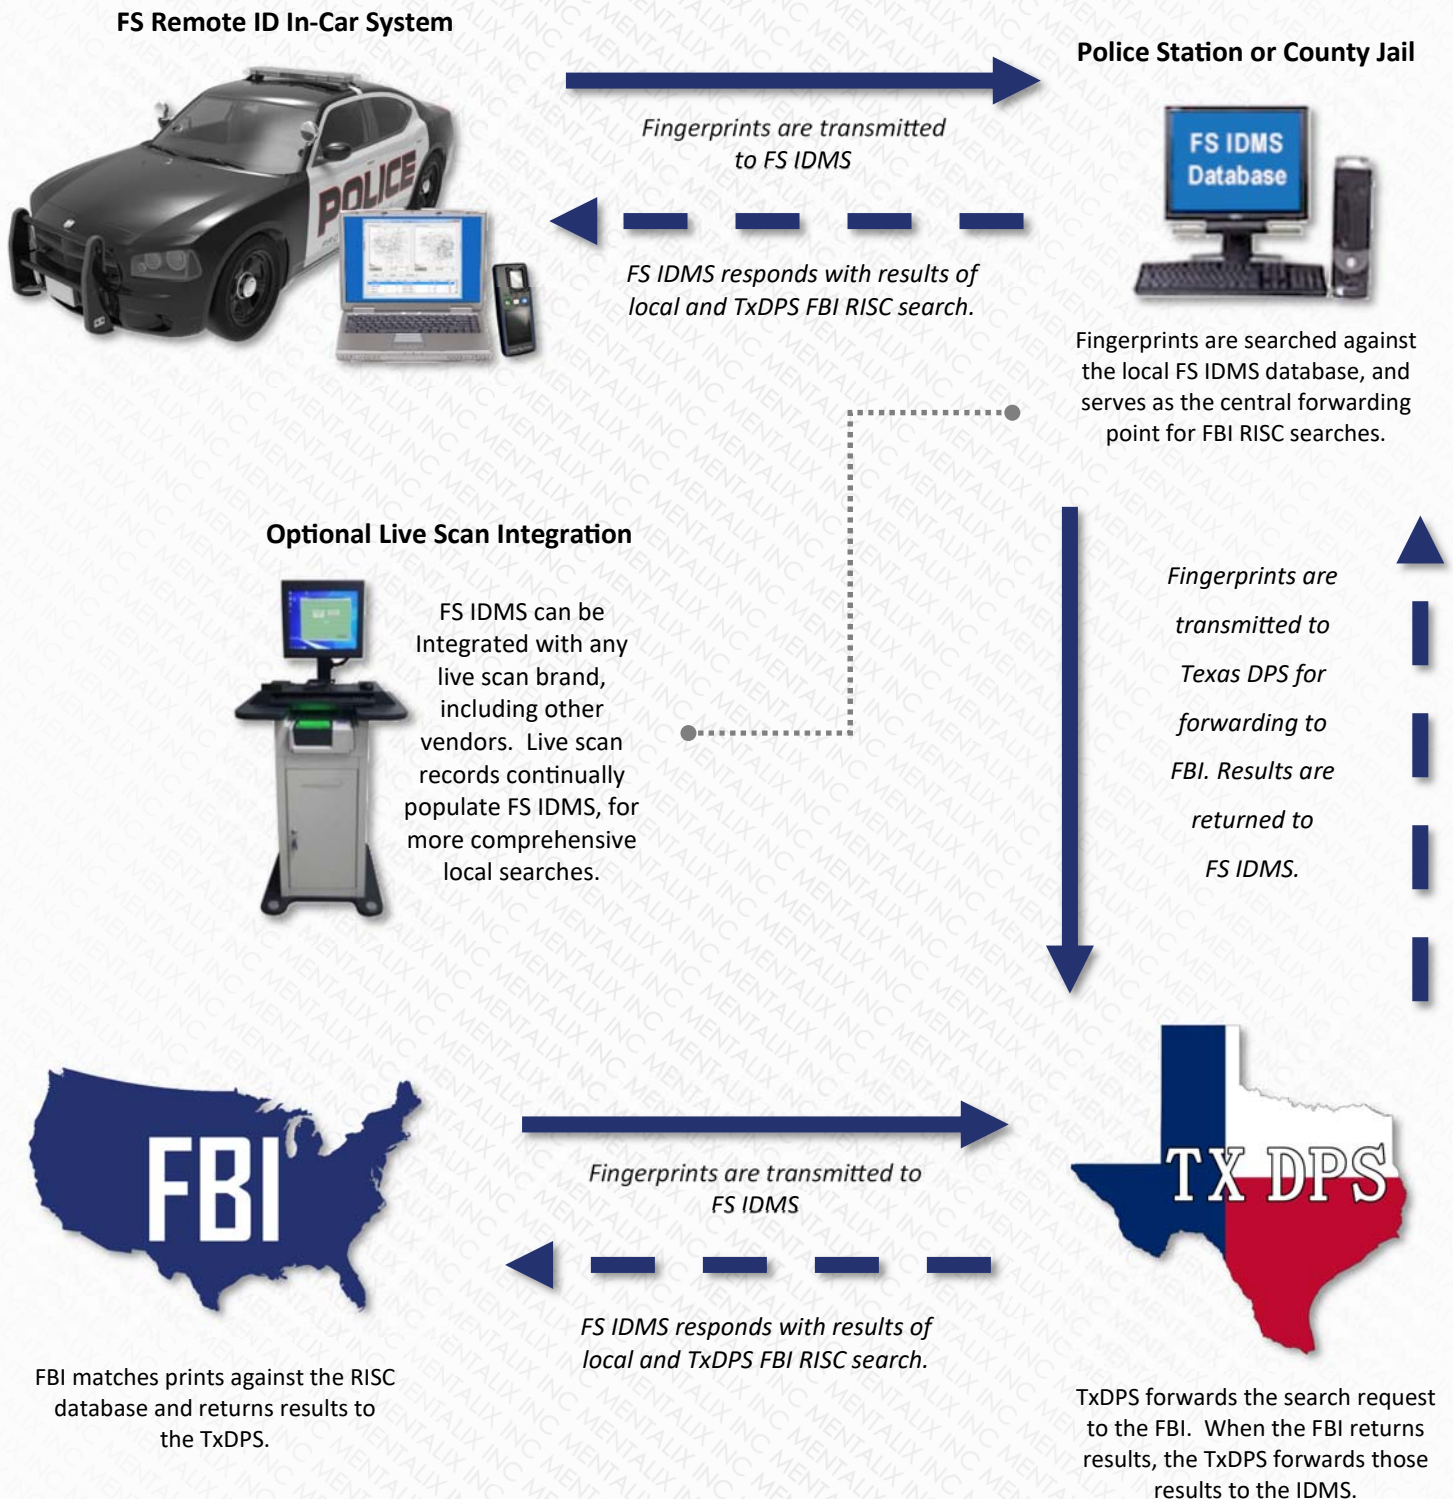 FS Remote ID In-Car System
POLICE
Fingerprints are transmitted
to FS IDMS
FS IDMS responds with results of
local and TxDPS FBI RISC search.
Police Station or County Jail
FS IDMS
Database
Fingerprints are searched against
the local FS IDMS database, and
serves as the central forwarding
point for FBI RISC searches.
Optional Live Scan Integration
FS IDMS can be
Integrated with any
live scan brand,
including other
vendors. Live scan
records continually
populate FS IDMS, for
more comprehensive
local searches.
Fingerprints are
transmitted to
Texas DPS for
forwarding to
FBI. Results are
returned to
FS IDMS.
FBI
FBI matches prints against the RISC
database and returns results to
the TxDPS.
Fingerprints are transmitted to
FS IDMS
FS IDMS responds with results of
local and TxDPS FBI RISC search.
TX DPS
TxDPS forwards the search request
to the FBI. When the FBI returns
results, the TxDPS forwards those
results to the IDMS.
MENTALIX INC